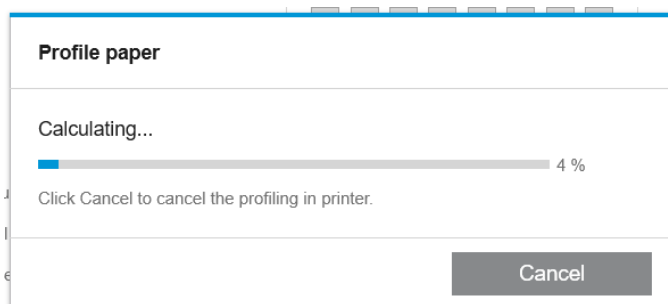 Profile paper
Calculating...
4 %
Click Cancel to cancel the profiling in printer.
Cancel